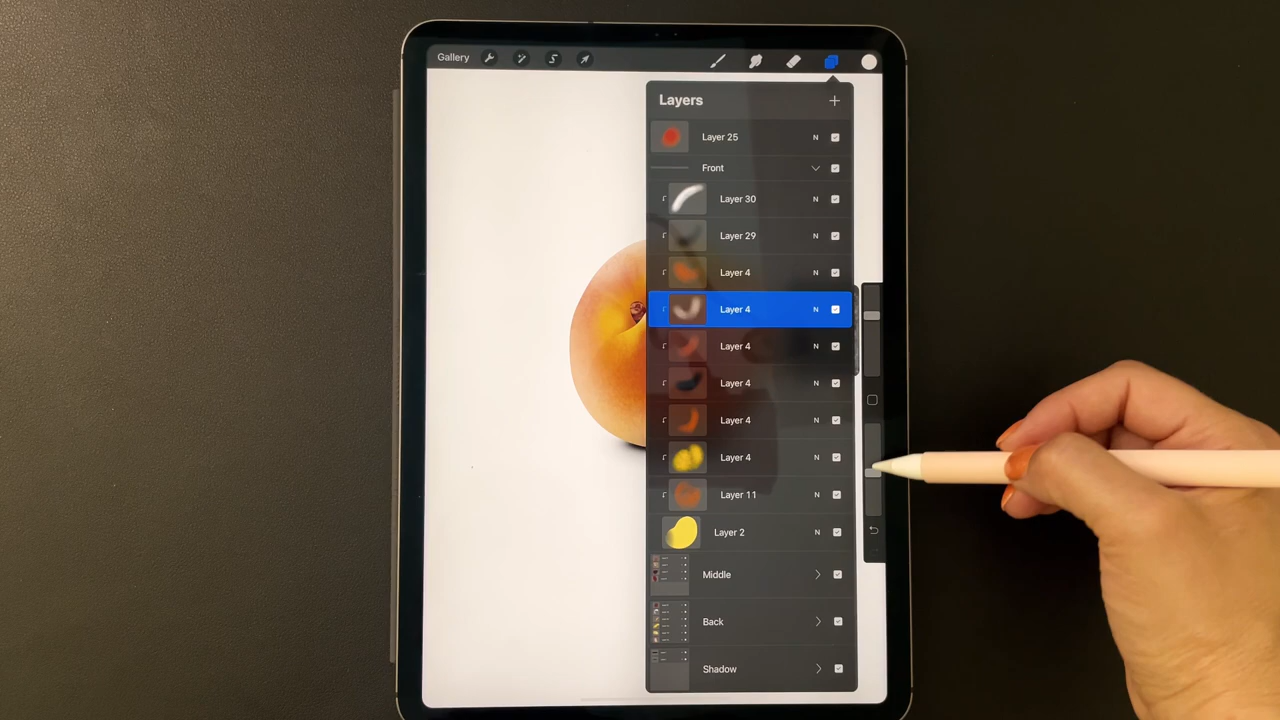 Gallery
Layers
Layer 25 N
Front
Layer 30 N
Layer 29 N
Layer 4 N
Layer 4 N
Layer 4 N
Layer 4 N
Layer 4 N
Layer 4 N
Layer 11 N
Layer 2 N
Middle
Back
Shadow